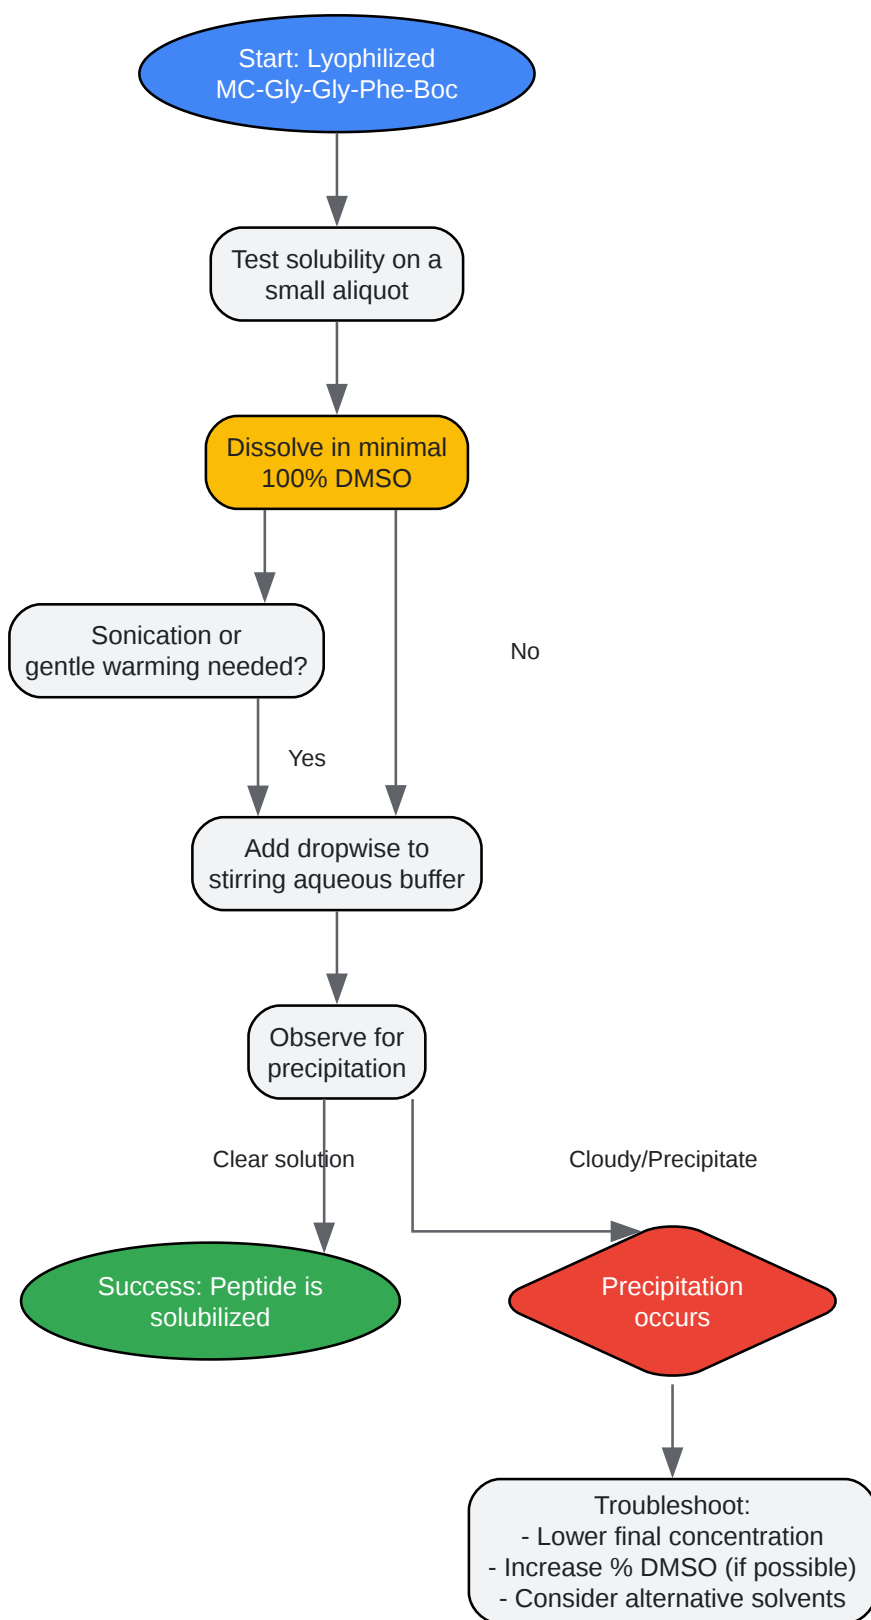 Start: Lyophilized
MC-Gly-Gly-Phe-Boc
Test solubility on a
small aliquot
Dissolve in minimal
100% DMSO
Sonication or
gentle warming needed?
No
Yes
Add dropwise to
stirring aqueous buffer
Observe for
precipitation
Clear solution
Cloudy/Precipitate
Success: Peptide is
solubilized
Precipitation
occurs
Troubleshoot:
- Lower final concentration
- Increase % DMSO (if possible)
- Consider alternative solvents